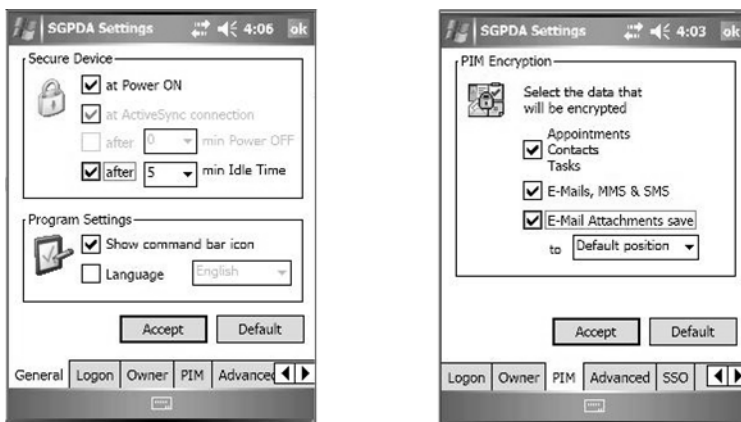 SGPDA Settings 4:06 ok
Secure Device
at Power ON
at ActiveSync connection
after 0 min Power OFF
after 5 min Idle Time
Program Settings
Show command bar icon
Language English
Accept Default
General Logon Owner PIM Advanced
SGPDA Settings 4:03 ok
PIM Encryption
Select the data that
will be encrypted
Appointments
Contacts
Tasks
E-Mails, MMS & SMS
E-Mail Attachments save
to Default position
Accept Default
Logon Owner PIM Advanced SSO